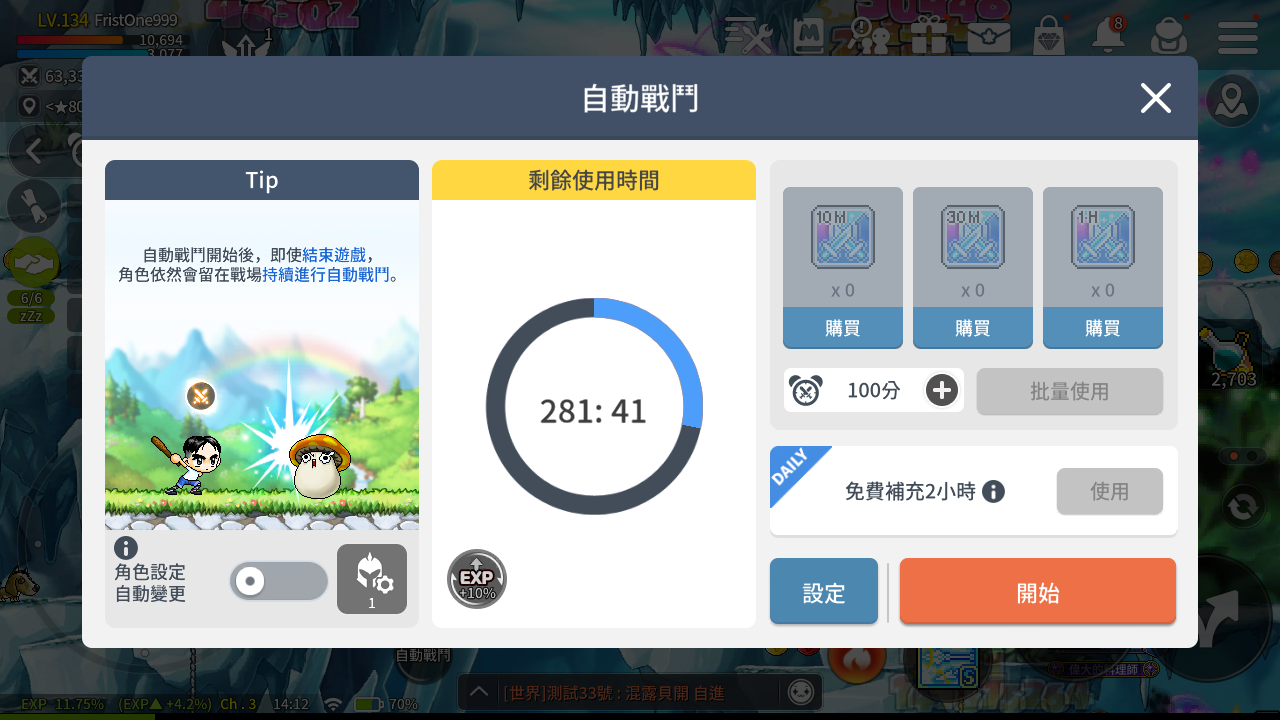 LV.134 FristOne999
10,694
3,077
1
8
63,33
<★80
自動戰鬥
Tip
剩餘使用時間
自動戰鬥開始後，即使結束遊戲，
角色依然會留在戰場持續進行自動戰鬥。
6/6
zZz
10 M
30 M
1 H
x 0
x 0
x 0
購買
購買
購買
2,703
100分
批量使用
281: 41
DAILY
免費補充2小時
使用
角色設定
自動變更
1
EXP
+10%
設定
開始
自動戰鬥
偉大的料理師
[世界]測試33號 : 混露貝開 自進
EXP 11.75% (EXP▲ +4.2%) Ch . 3 14:12 70%